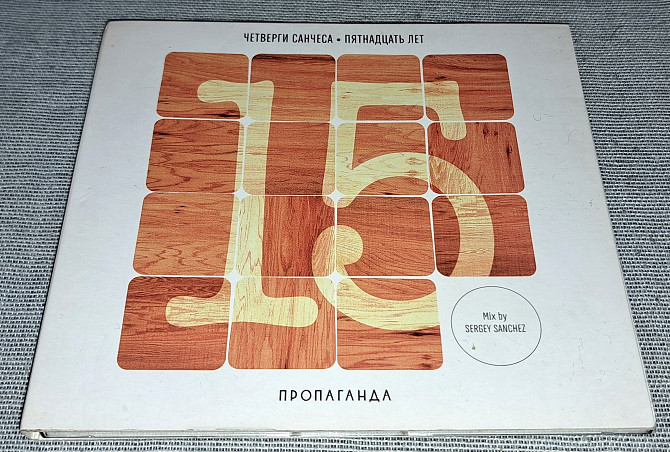 ЧЕТВЕРГИ САНЧЕСА • ПЯТНАДЦАТЬ ЛЕТ
15
Mix by
SERGEY SANCHEZ
ПРОПАГАНДА